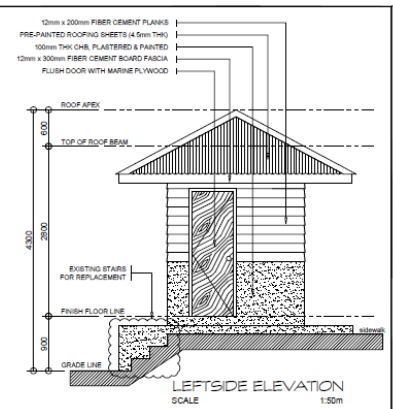 12mm x 200mm FIBER CEMENT PLANKS
PRE-PAINTED ROOFING SHEETS (4.5mm THK)
100mm THK CHB, PLASTERED & PAINTED
12mm x 300mm FIBER CEMENT BOARD FASCIA
FLUSH DOOR WITH MARINE PLYWOOD
ROOF APEX
600
TOP OF ROOF BEAM
4300
2800
EXISTING STAIRS
FOR REPLACEMENT
FINISH FLOOR LINE
sidewalk
900
GRADE LINE
LEFTSIDE ELEVATION
SCALE 1:50m